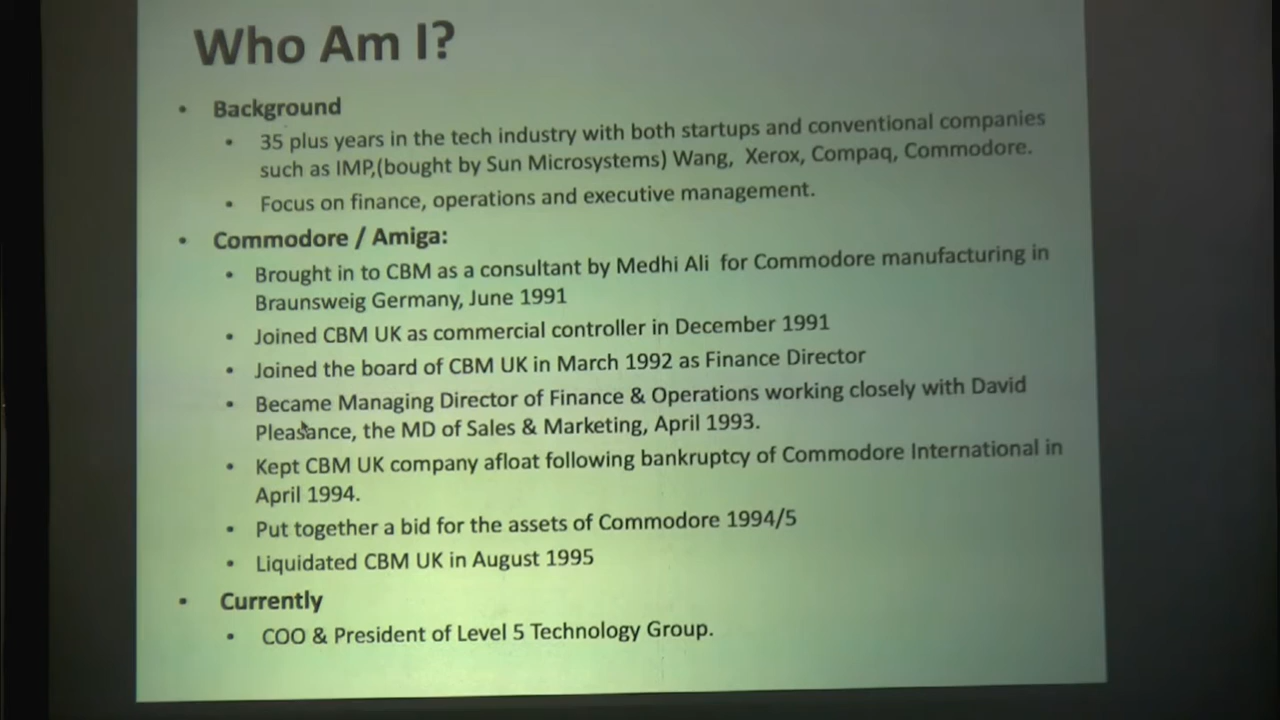 Who Am I?
• Background
• 35 plus years in the tech industry with both startups and conventional companies
such as IMP,(bought by Sun Microsystems) Wang, Xerox, Compaq, Commodore.
• Focus on finance, operations and executive management.
• Commodore / Amiga:
• Brought in to CBM as a consultant by Medhi Ali for Commodore manufacturing in
Braunsweig Germany, June 1991
• Joined CBM UK as commercial controller in December 1991
• Joined the board of CBM UK in March 1992 as Finance Director
• Became Managing Director of Finance & Operations working closely with David
Pleasance, the MD of Sales & Marketing, April 1993.
• Kept CBM UK company afloat following bankruptcy of Commodore International in
April 1994.
• Put together a bid for the assets of Commodore 1994/5
• Liquidated CBM UK in August 1995
• Currently
• COO & President of Level 5 Technology Group.